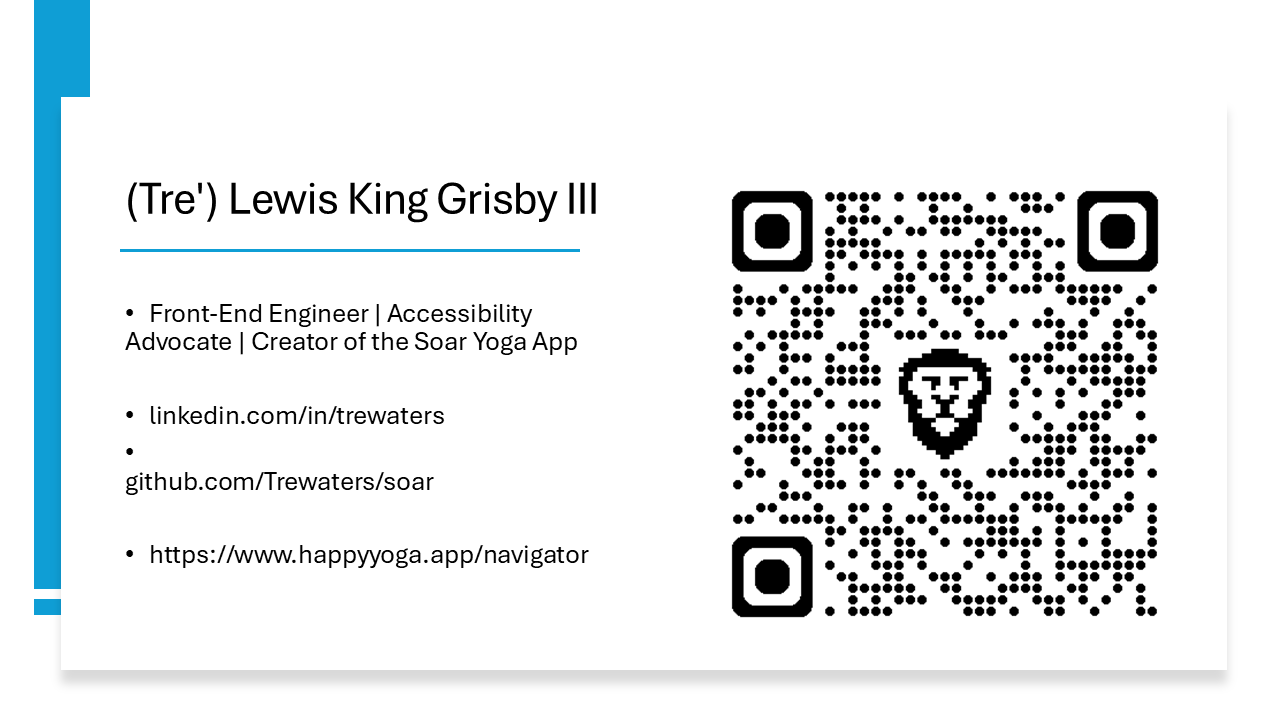 (Tre') Lewis King Grisby III
• Front-End Engineer | Accessibility
Advocate | Creator of the Soar Yoga App
• linkedin.com/in/trewaters
•
github.com/Trewaters/soar
• https://www.happyyoga.app/navigator